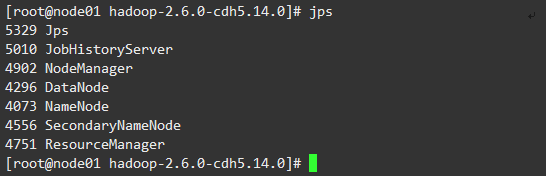 [root@node01 hadoop-2.6.0-cdh5.14.0]# jps
5329 Jps
5010 JobHistoryServer
4902 NodeManager
4296 DataNode
4073 NameNode
4556 SecondaryNameNode
4751 ResourceManager
[root@node01 hadoop-2.6.0-cdh5.14.0]#